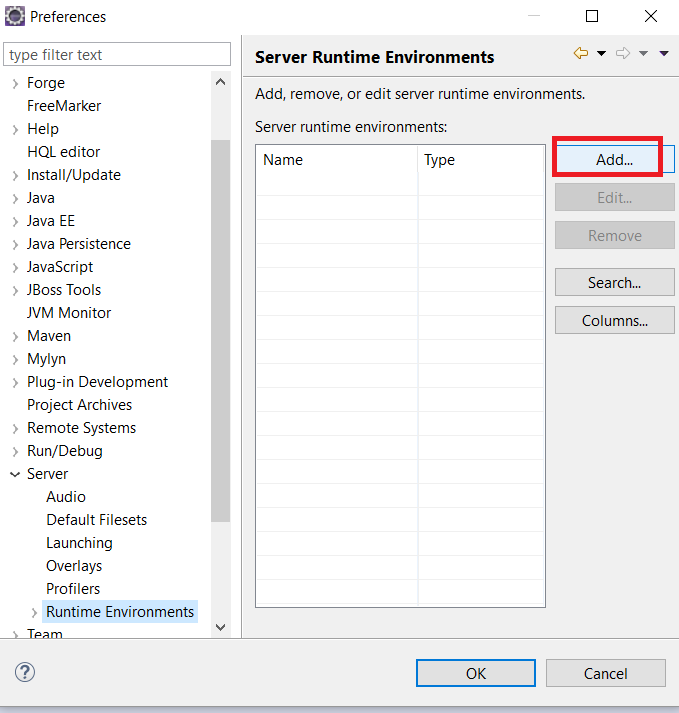 Preferences
type filter text
Forge
FreeMarker
Help
HQL editor
Install/Update
Java
Java EE
Java Persistence
JavaScript
JBoss Tools
JVM Monitor
Maven
Mylyn
Plug-in Development
Project Archives
Remote Systems
Run/Debug
Server
Audio
Default Filesets
Launching
Overlays
Profilers
Runtime Environments
Team
Server Runtime Environments
Add, remove, or edit server runtime environments.
Server runtime environments:
Name Type
Add...
Edit...
Remove
Search...
Columns...
?
OK Cancel